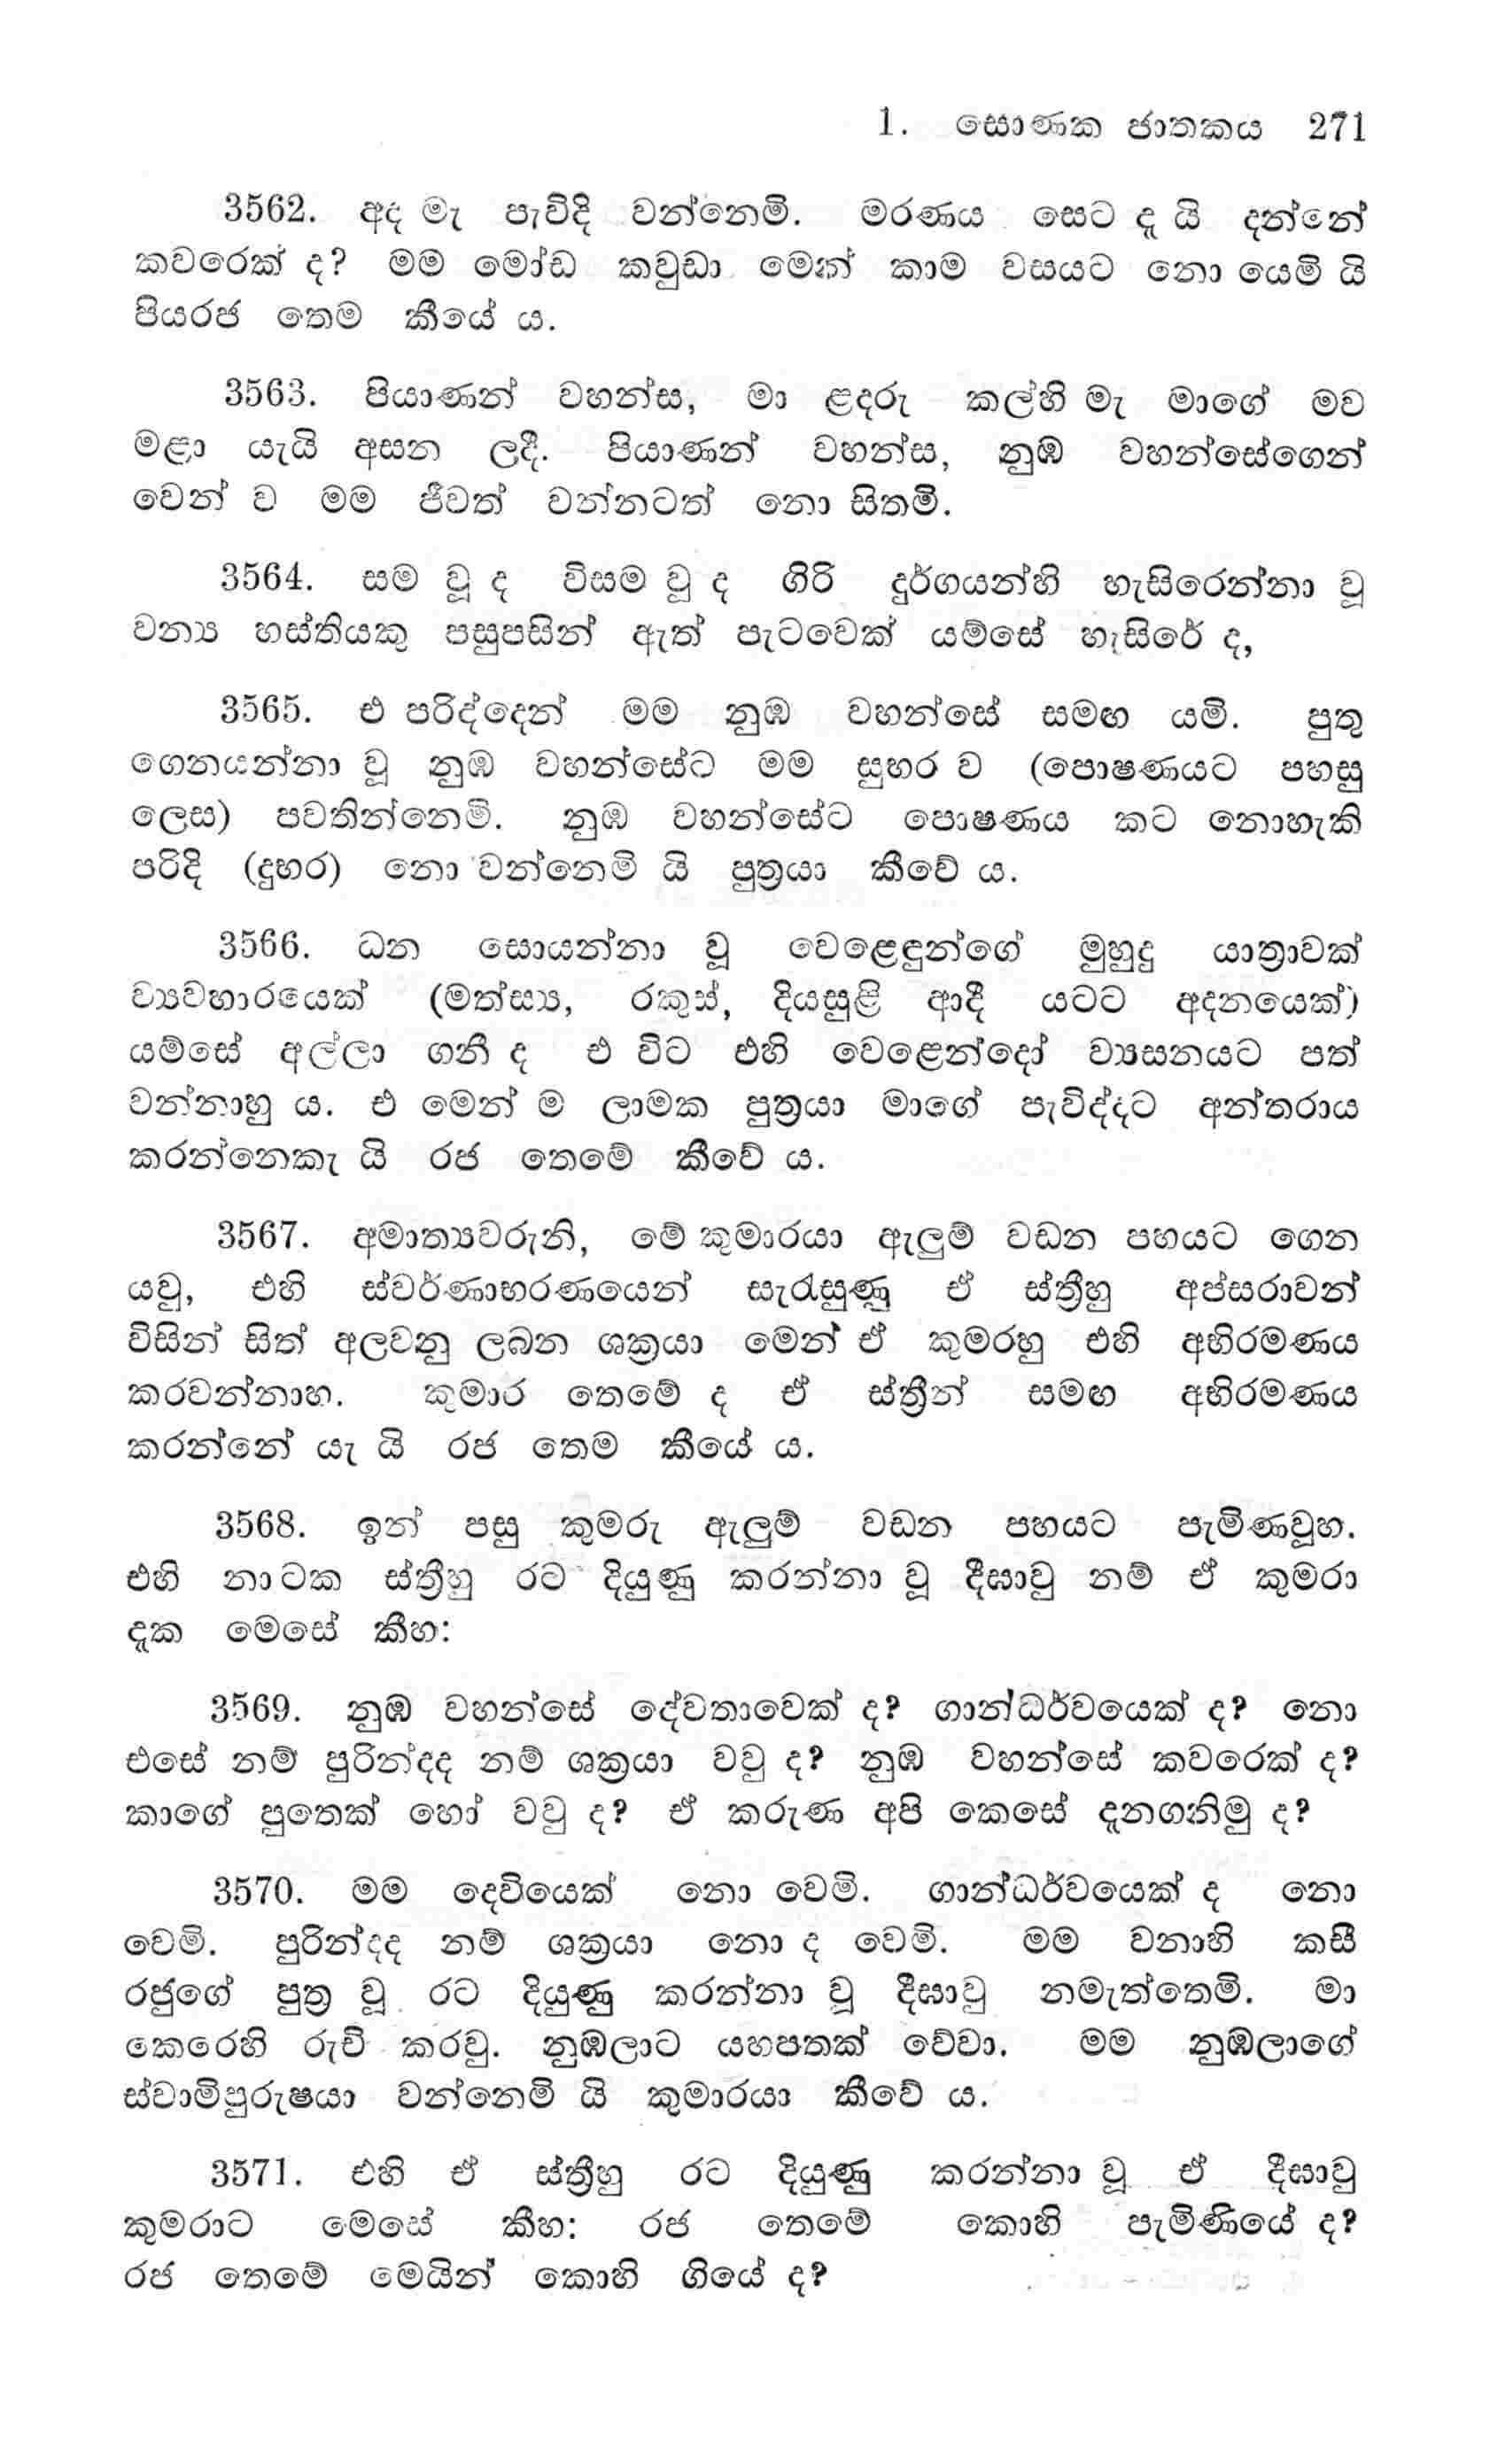 1. සොණක ජාතකය 271
3562. අද මැ පැවිදි වන්නෙමි. මරණය සෙට දැ යි දන්නේ
කවරෙක් ද? මම මෝඩ කවුඩා මෙන් කාම වසයට නො යෙමි යි
පියරජ තෙම කීයේ ය.
3563. පියාණන් වහන්ස, මා ළදරු කල්හි මැ මාගේ මව
මළා යැයි අසන ලදී. පියාණන් වහන්ස, නුඹ වහන්සේගෙන්
වෙන් ව මම ජීවත් වන්නටත් නො සිතමි.
3564. සම වූ ද විසම වූ ද ගිරි දුර්ගයන්හි හැසිරෙන්නා වූ
වන්‍ය හස්තියකු පසුපසින් ඇත් පැටවෙක් යම්සේ හැසිරේ ද,
3565. එ පරිද්දෙන් මම නුඹ වහන්සේ සමඟ යමි. පුතු
ගෙනයන්නා වූ නුඹ වහන්සේට මම සුභර ව (පොෂණයට පහසු
ලෙස) පවතින්නෙමි. නුඹ වහන්සේට පොෂණය කට නොහැකි
පරිදි (දුභර) නො වන්නෙමි යි පුත්‍රයා කීවේ ය.
3566. ධන සොයන්නා වූ වෙළෙඳුන්ගේ මුහුදු යාත්‍රාවක්
ව්‍යවහාරයෙක් (මත්ස්‍ය, රකුස්, දියසුළි ආදී යටට අදනයෙක්)
යම්සේ අල්ලා ගනී ද එ විට එහි වෙළෙන්දෝ ව්‍යසනයට පත්
වන්නාහු ය. එ මෙන් ම ලාමක පුත්‍රයා මාගේ පැවිද්දට අන්තරාය
කරන්නෙකැ යි රජ තෙමේ කීවේ ය.
3567. අමාත්‍යවරුනි, මේ කුමාරයා ඇලුම් වඩන පහයට ගෙන
යවු, එහි ස්වර්ණාභරණයෙන් සැරැසුණු ඒ ස්ත්‍රීහු අප්සරාවන්
විසින් සිත් අලවනු ලබන ශක්‍රයා මෙන් ඒ කුමරහු එහි අභිරමණය
කරවන්නාහ. කුමාර තෙමේ ද ඒ ස්ත්‍රීන් සමඟ අභිරමණය
කරන්නේ යැ යි රජ තෙම කීයේ ය.
3568. ඉන් පසු කුමරු ඇලුම් වඩන පහයට පැමිණවූහ.
එහි නාටක ස්ත්‍රීහු රට දියුණු කරන්නා වූ දීඝාවු නම් ඒ කුමරා
දැක මෙසේ කීහ:
3569. නුඹ වහන්සේ දේවතාවෙක් ද? ගාන්ධර්වයෙක් ද? නො
එසේ නම් පුරින්දද නම් ශක්‍රයා වවු ද? නුඹ වහන්සේ කවරෙක් ද?
කාගේ පුතෙක් හෝ වවු ද? ඒ කරුණ අපි කෙසේ දැනගනිමු ද?
3570. මම දෙවියෙක් නො වෙමි. ගාන්ධර්වයෙක් ද නො
වෙමි. පුරින්දද නම් ශක්‍රයා නො ද වෙමි. මම වනාහි කසී
රජුගේ පුත්‍ර වූ රට දියුණු කරන්නා වූ දීඝාවු නමැත්තෙමි. මා
කෙරෙහි රුචි කරවු. නුඹලාට යහපතක් වේවා. මම නුඹලාගේ
ස්වාමිපුරුෂයා වන්නෙමි යි කුමාරයා කීවේ ය.
3571. එහි ඒ ස්ත්‍රීහු රට දියුණු කරන්නා වූ ඒ දීඝාවු
කුමරාට මෙසේ කීහ: රජ තෙමේ කොහි පැමිණියේ ද?
රජ තෙමේ මෙයින් කොහි ගියේ ද?